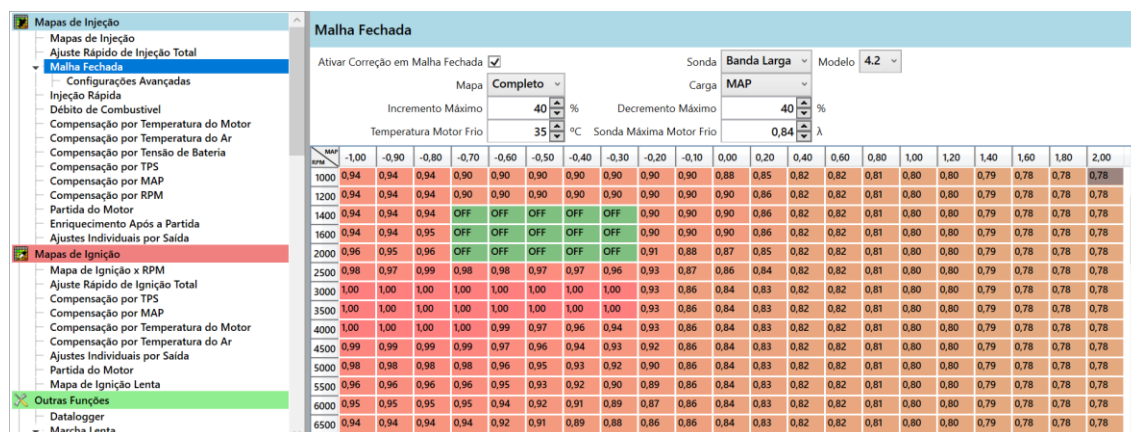 Mapas de Injeção
Mapas de Injeção
Ajuste Rápido de Injeção Total
Malha Fechada
Configurações Avançadas
Injeção Rápida
Débito de Combustivel
Compensação por Temperatura do Motor
Compensação por Temperatura do Ar
Compensação por Tensão de Bateria
Compensação por TPS
Compensação por MAP
Compensação por RPM
Partida do Motor
Enriquecimento Após a Partida
Ajustes Individuais por Saída
Mapas de Ignição
Mapa de Ignição x RPM
Ajuste Rápido de Ignição Total
Compensação por TPS
Compensação por MAP
Compensação por Temperatura do Motor
Compensação por Temperatura do Ar
Ajustes Individuais por Saída
Partida do Motor
Mapa de Ignição Lenta
Outras Funções
Datalogger
Marcha Lenta
Malha Fechada
Ativar Correção em Malha Fechada Sonda Banda Larga Modelo 4.2
Mapa Completo Carga MAP
Incremento Máximo 40 % Decremento Máximo 40 %
Temperatura Motor Frio 35 ºC Sonda Máxima Motor Frio 0,84 λ
MAP RPM -1,00 -0,90 -0,80 -0,70 -0,60 -0,50 -0,40 -0,30 -0,20 -0,10 0,00 0,20 0,40 0,60 0,80 1,00 1,20 1,40 1,60 1,80 2,00
1000 0,94 0,94 0,94 0,90 0,90 0,90 0,90 0,90 0,90 0,90 0,88 0,85 0,82 0,82 0,81 0,80 0,80 0,79 0,78 0,78 0,78
1200 0,94 0,94 0,94 0,90 0,90 0,90 0,90 0,90 0,90 0,90 0,90 0,86 0,82 0,82 0,81 0,80 0,80 0,79 0,78 0,78 0,78
1400 0,94 0,94 0,94 OFF OFF OFF OFF OFF 0,90 0,90 0,90 0,86 0,82 0,82 0,81 0,80 0,80 0,79 0,78 0,78 0,78
1600 0,94 0,94 0,95 OFF OFF OFF OFF OFF 0,90 0,90 0,90 0,86 0,82 0,82 0,81 0,80 0,80 0,79 0,78 0,78 0,78
2000 0,96 0,95 0,96 OFF OFF OFF OFF OFF 0,91 0,88 0,87 0,85 0,82 0,82 0,81 0,80 0,80 0,79 0,78 0,78 0,78
2500 0,98 0,97 0,99 0,98 0,98 0,97 0,97 0,96 0,93 0,87 0,86 0,84 0,82 0,82 0,81 0,80 0,80 0,79 0,78 0,78 0,78
3000 1,00 1,00 1,00 1,00 1,00 1,00 1,00 1,00 0,93 0,86 0,84 0,83 0,82 0,82 0,81 0,80 0,80 0,79 0,78 0,78 0,78
3500 1,00 1,00 1,00 1,00 1,00 1,00 1,00 1,00 0,93 0,86 0,84 0,83 0,82 0,82 0,81 0,80 0,80 0,79 0,78 0,78 0,78
4000 1,00 1,00 1,00 1,00 0,99 0,97 0,96 0,94 0,93 0,86 0,84 0,83 0,82 0,82 0,81 0,80 0,80 0,79 0,78 0,78 0,78
4500 0,99 0,99 0,99 0,99 0,97 0,96 0,94 0,93 0,92 0,86 0,84 0,83 0,82 0,82 0,81 0,80 0,80 0,79 0,78 0,78 0,78
5000 0,98 0,98 0,98 0,98 0,96 0,95 0,93 0,92 0,90 0,86 0,84 0,83 0,82 0,82 0,81 0,80 0,80 0,79 0,78 0,78 0,78
5500 0,96 0,96 0,96 0,96 0,95 0,93 0,92 0,90 0,89 0,86 0,84 0,83 0,82 0,82 0,81 0,80 0,80 0,79 0,78 0,78 0,78
6000 0,95 0,95 0,95 0,95 0,94 0,92 0,91 0,89 0,87 0,86 0,84 0,83 0,82 0,82 0,81 0,80 0,80 0,79 0,78 0,78 0,78
6500 0,94 0,94 0,94 0,94 0,92 0,91 0,89 0,88 0,86 0,86 0,84 0,83 0,82 0,82 0,81 0,80 0,80 0,79 0,78 0,78 0,78